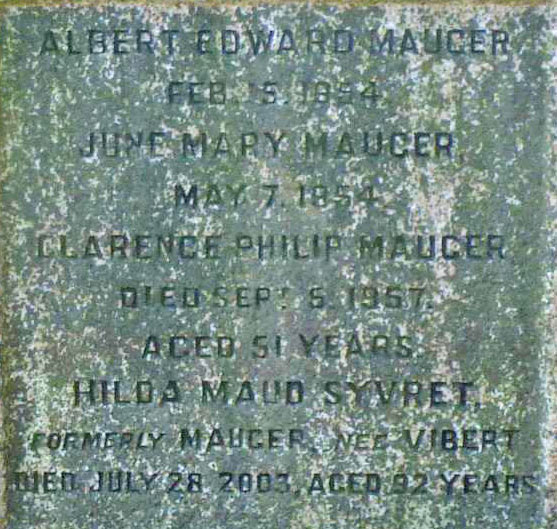 ALBERT EDWARD MAUGER
FEB. 15. 1954
JUNE MARY MAUGER,
MAY 7. 1954
CLARENCE PHILIP MAUGER
DIED SEPT 5. 1957.
AGED 51 YEARS.
HILDA MAUD SYVRET,
FORMERLY MAUGER, NEE VIBERT
DIED JULY 28. 2003, AGED 92 YEARS